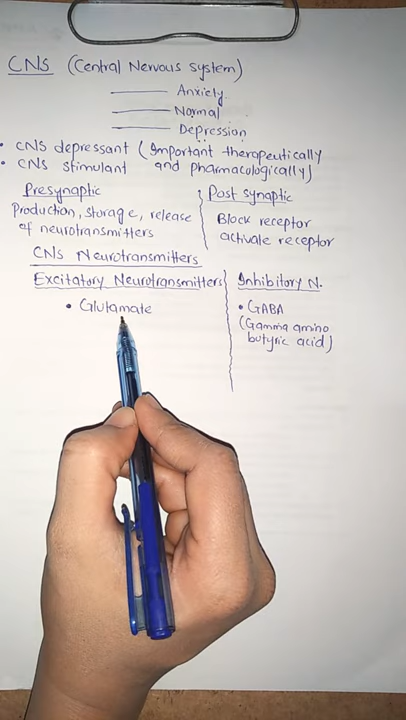 CNS (Central Nervous System)
Anxiety
Normal
Depression
• CNS depressant (Important therapeutically
• CNS stimulant and pharmacologically)
Presynaptic
Production, storage, release
of neurotransmitters
Post synaptic
Block receptor
activate receptor
CNS Neurotransmitters
Excitatory Neurotransmitters
• Glutamate
Inhibitory N.
• GABA
(Gamma amino
butyric acid)